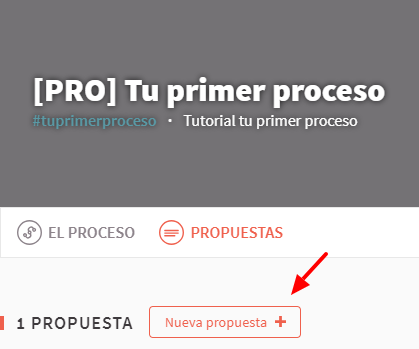 [PRO] Tu primer proceso
#tuprimerproceso · Tutorial tu primer proceso
EL PROCESO PROPUESTAS
1 PROPUESTA Nueva propuesta +